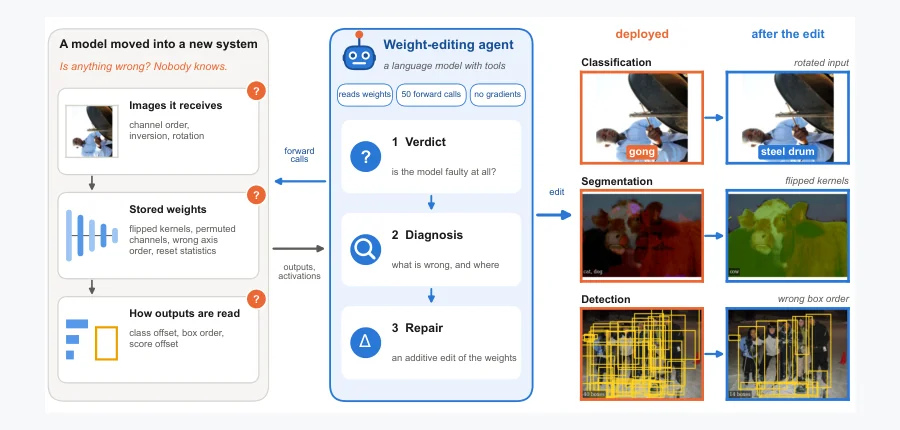 A model moved into a new system
Is anything wrong? Nobody knows.
?
Images it receives
channel order,
inversion, rotation
?
Stored weights
flipped kernels, permuted
channels, wrong axis
order, reset statistics
?
How outputs are read
class offset, box order,
score offset
forward
calls
outputs,
activations
Weight-editing agent
a language model with tools
reads weights
50 forward calls
no gradients
?
1 Verdict
is the model faulty at all?
2 Diagnosis
what is wrong, and where
Δ
3 Repair
an additive edit of the weights
edit
deployed
after the edit
Classification
rotated input
gong
steel drum
Segmentation
flipped kernels
cat, dog
cow
Detection
wrong box order
boxes
14 boxes